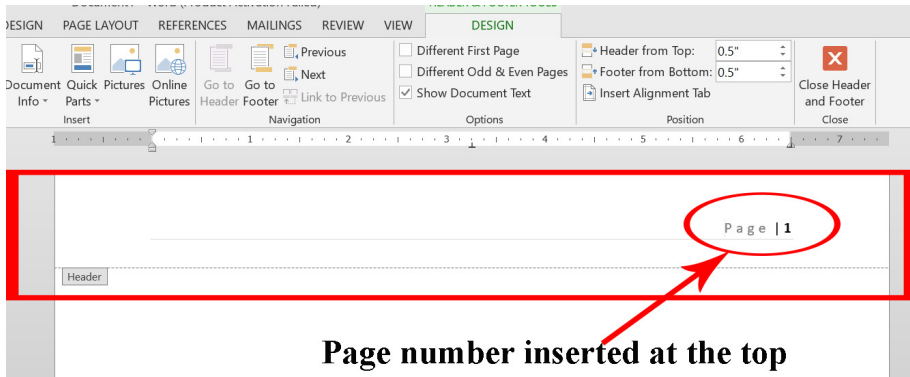 DESIGN PAGE LAYOUT REFERENCES MAILINGS REVIEW VIEW DESIGN
Previous Different First Page Header from Top: 0.5"
Next Different Odd & Even Pages Footer from Bottom: 0.5"
Document Quick Pictures Online Go to Go to Link to Previous Show Document Text Insert Alignment Tab Close Header
Info Parts Pictures Header Footer and Footer
Insert Navigation Options Position Close
1 1 2 3 4 5 6 7
Page | 1
Header
Page number inserted at the top